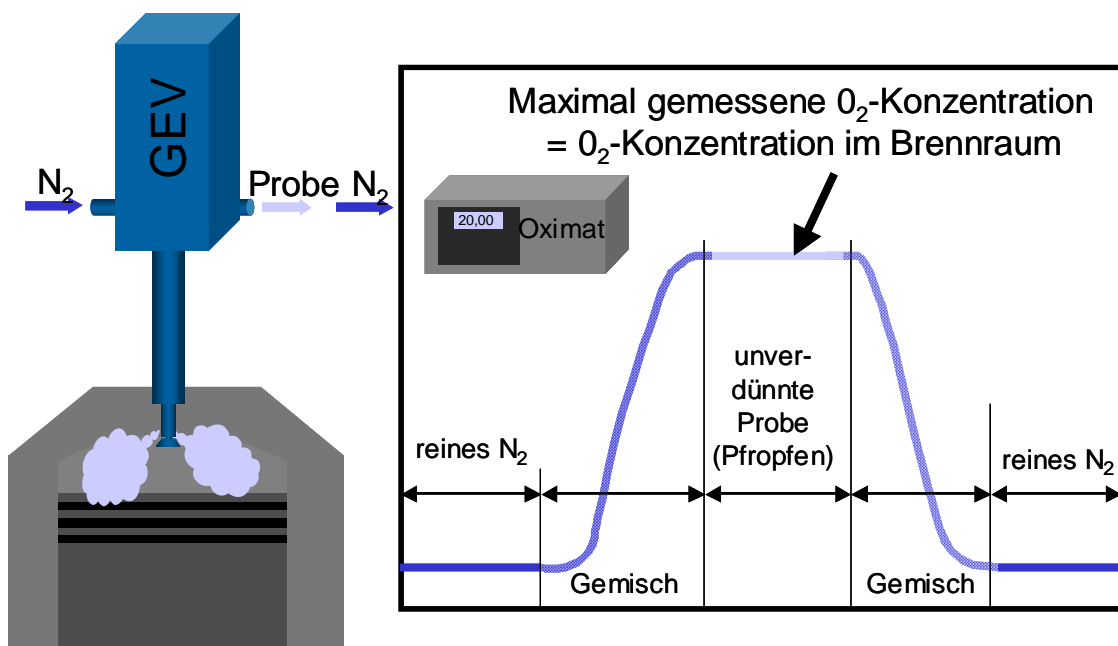 GEV
N₂
Probe N₂
Maximal gemessene 0₂-Konzentration
= 0₂-Konzentration im Brennraum
20,00
Oximat
reines N₂
unver-
dünnte
Probe
(Pfropfen)
reines N₂
Gemisch
Gemisch